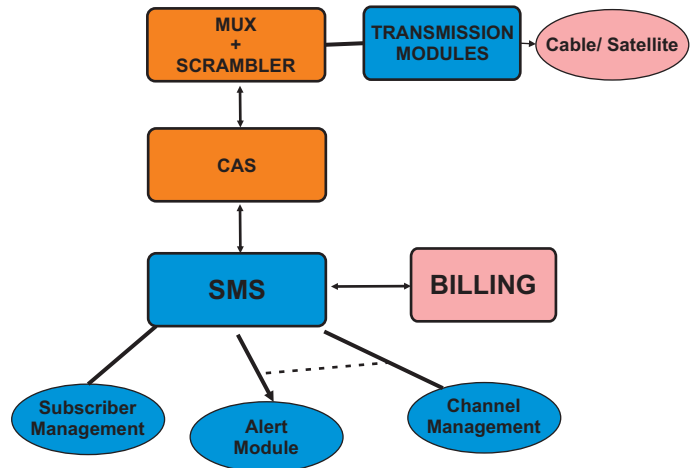 MUX
+
SCRAMBLER
TRANSMISSION
MODULES
Cable/ Satellite
CAS
SMS
BILLING
Subscriber
Management
Alert
Module
Channel
Management